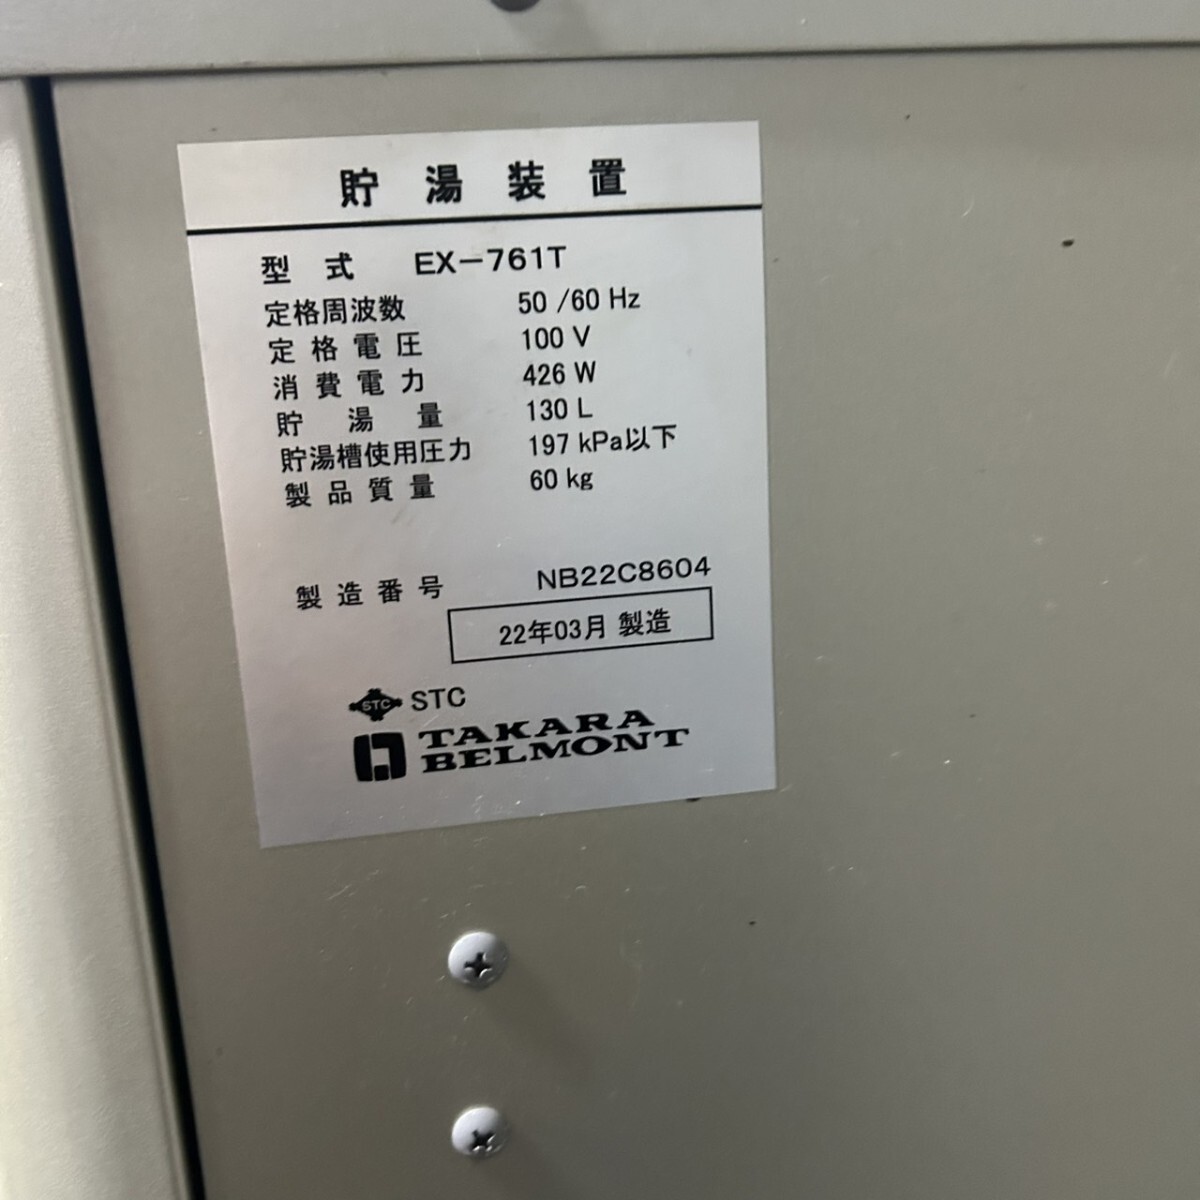 貯湯装置
型式 EX-761T
定格周波数 50/60 Hz
定格電圧 100 V
消費電力 426 W
貯湯量 130 L
貯湯槽使用圧力 197 kPa以下
製品質量 60 kg
製造番号 NB22C8604
22年03月 製造
STC STC
TAKARA
BELMONT